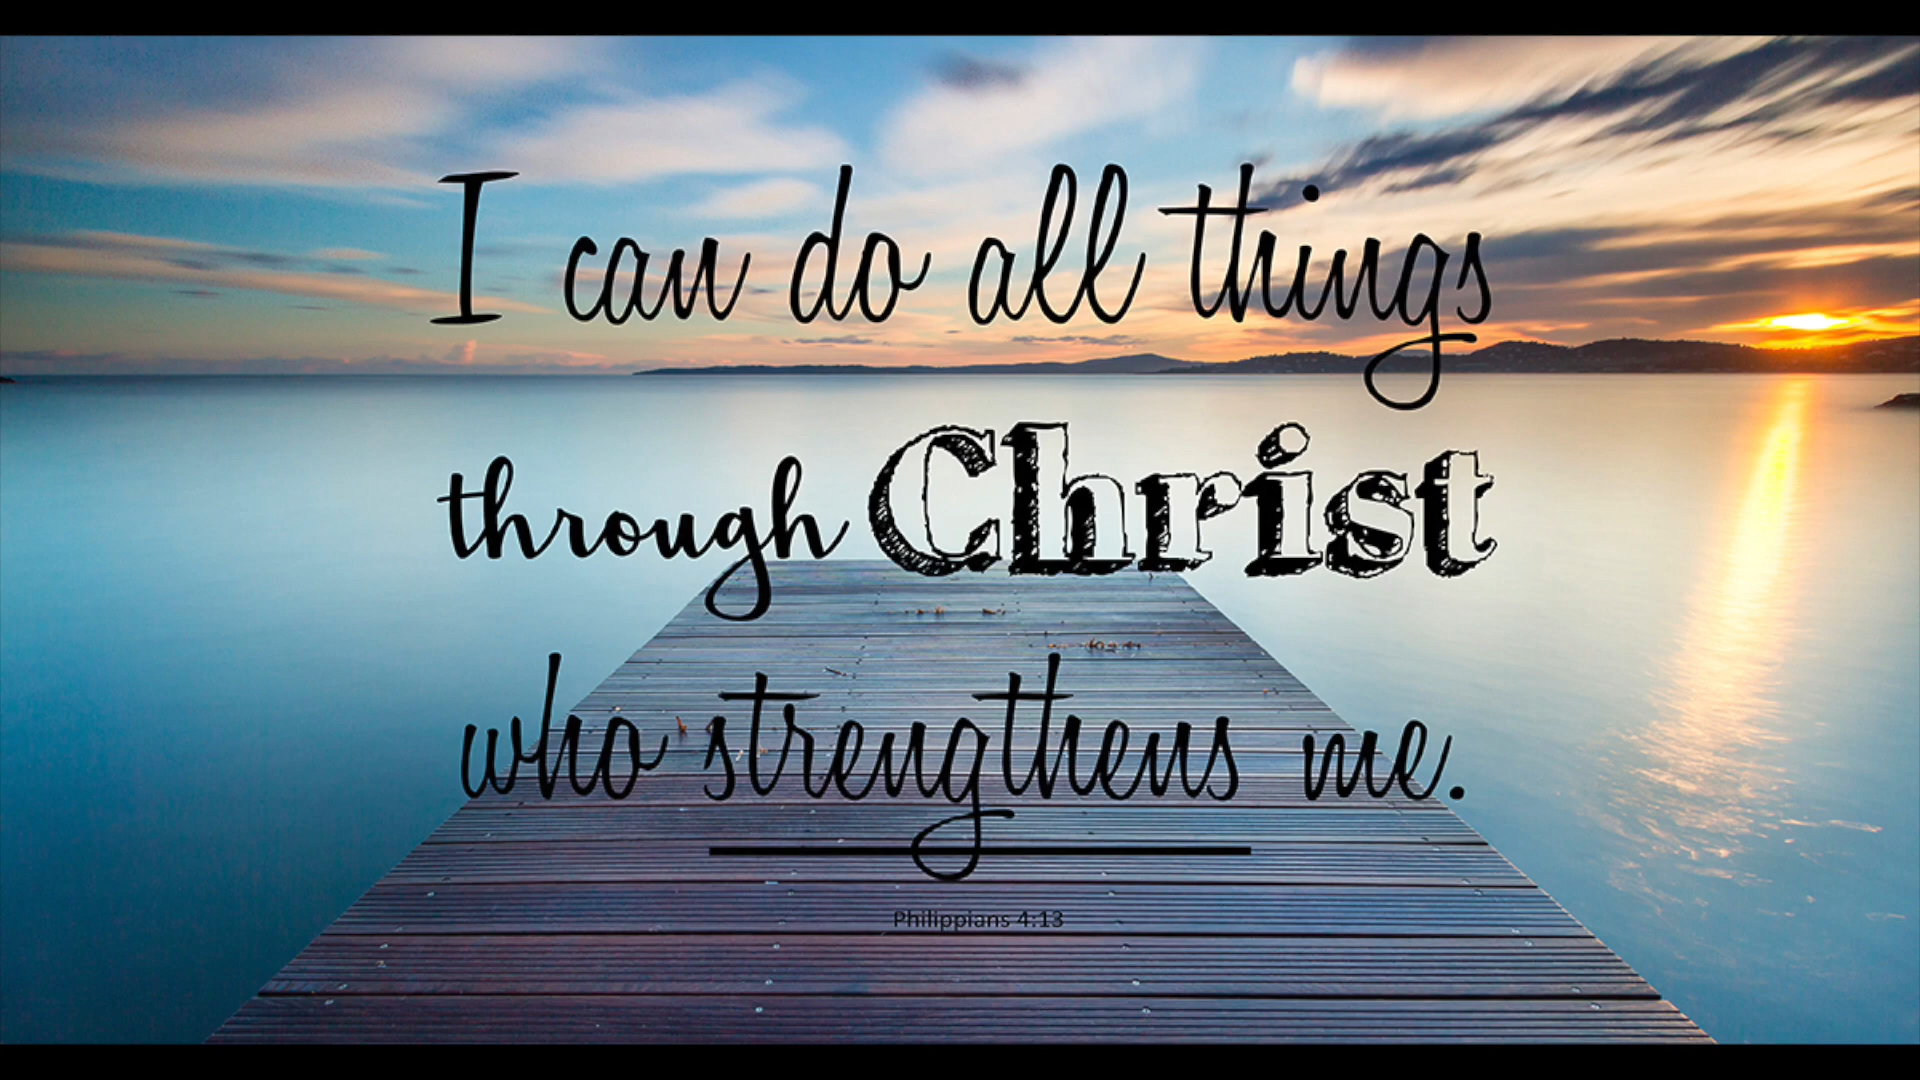 I can do all things
through Christ
who strengthens me.
Philippians 4:13